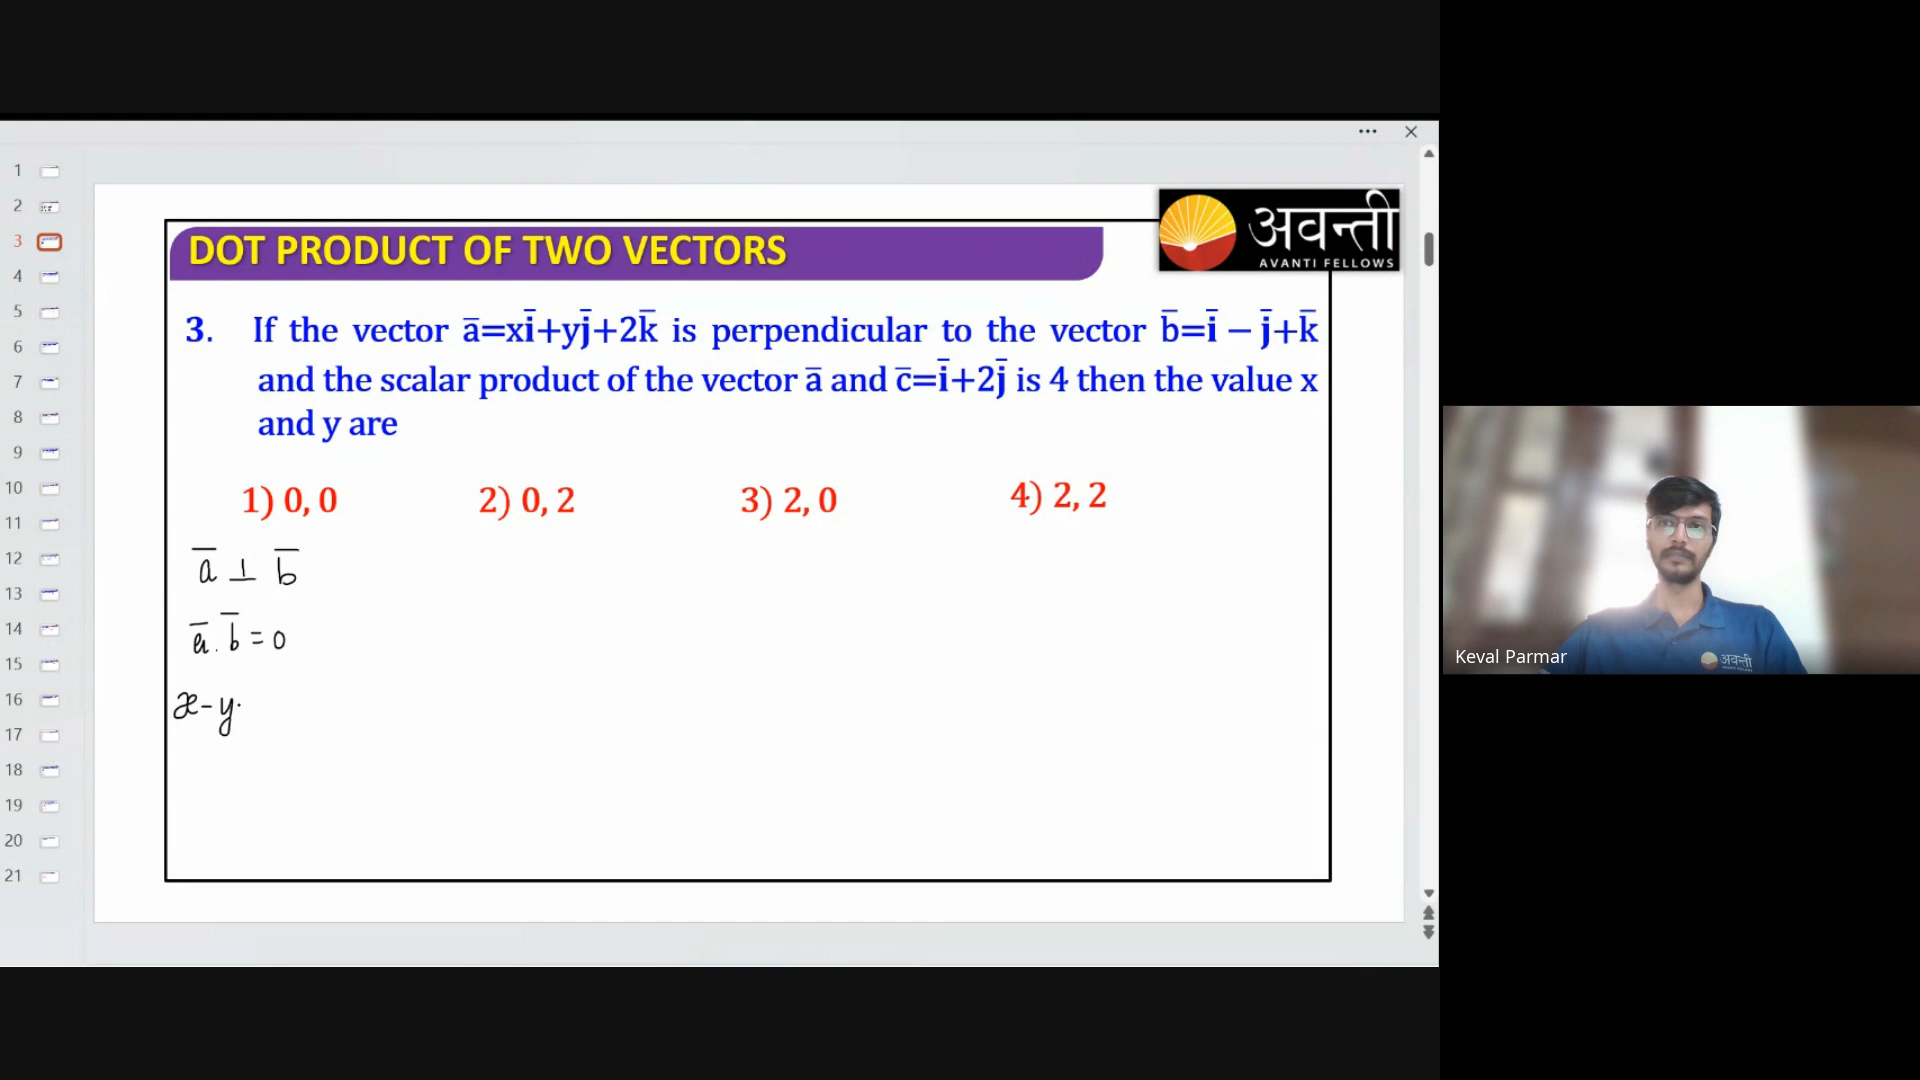 अवन्ती
AVANTI FELLOWS
DOT PRODUCT OF TWO VECTORS
3. If the vector a̅=xi̅+yj̅+2k̅ is perpendicular to the vector b̅=i̅ − j̅+k̅
and the scalar product of the vector a̅ and c̅=i̅+2j̅ is 4 then the value x
and y are
1) 0, 0 2) 0, 2 3) 2, 0 4) 2, 2
a̅ ⊥ b̅
a̅ . b̅ = 0
x - y
1
2
3
4
5
6
7
8
9
10
11
12
13
14
15
16
17
18
19
20
21
Keval Parmar
अवन्ती